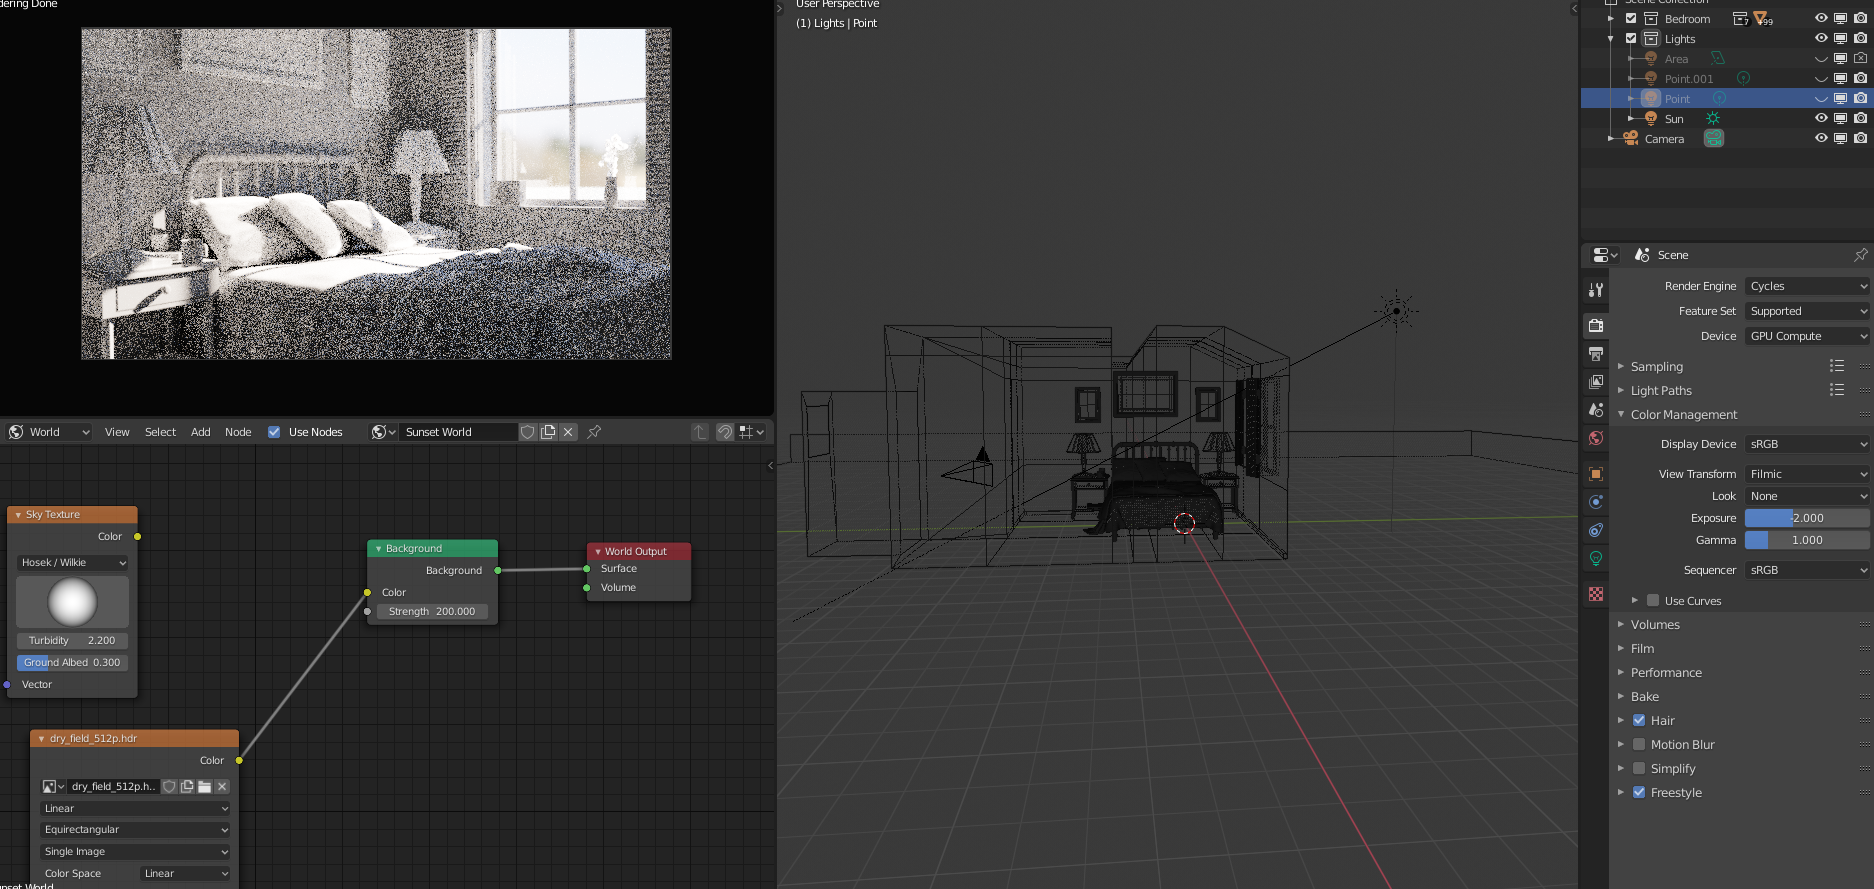 dering Done
User Perspective
(1) Lights | Point
Scene Collection
Bedroom
7
99
Lights
Area
Point.001
Point
Sun
Camera
Scene
Render Engine
Cycles
Feature Set
Supported
Device
GPU Compute
Sampling
Light Paths
Color Management
Display Device
sRGB
View Transform
Filmic
Look
None
Exposure
-2.000
Gamma
1.000
Sequencer
sRGB
Use Curves
Volumes
Film
Performance
Bake
Hair
Motion Blur
Simplify
Freestyle
World
View
Select
Add
Node
Use Nodes
Sunset World
Sky Texture
Color
Hosek / Wilkie
Turbidity 2.200
Ground Albed 0.300
Vector
Background
Background
Color
Strength 200.000
World Output
Surface
Volume
dry_field_512p.hdr
Color
dry_field_512p.h..
Linear
Equirectangular
Single Image
Color Space
Linear
unset World